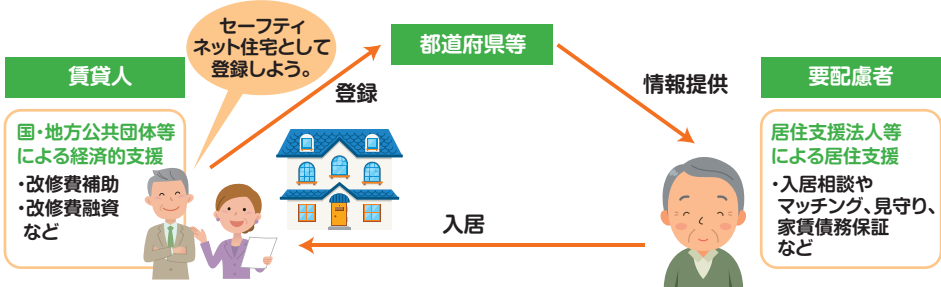 セーフティ
ネット住宅として
登録しよう。
都道府県等
賃貸人
登録
情報提供
要配慮者
国・地方公共団体等
による経済的支援
・改修費補助
・改修費融資
など
入居
居住支援法人等
による居住支援
・入居相談や
マッチング、見守り、
家賃債務保証
など